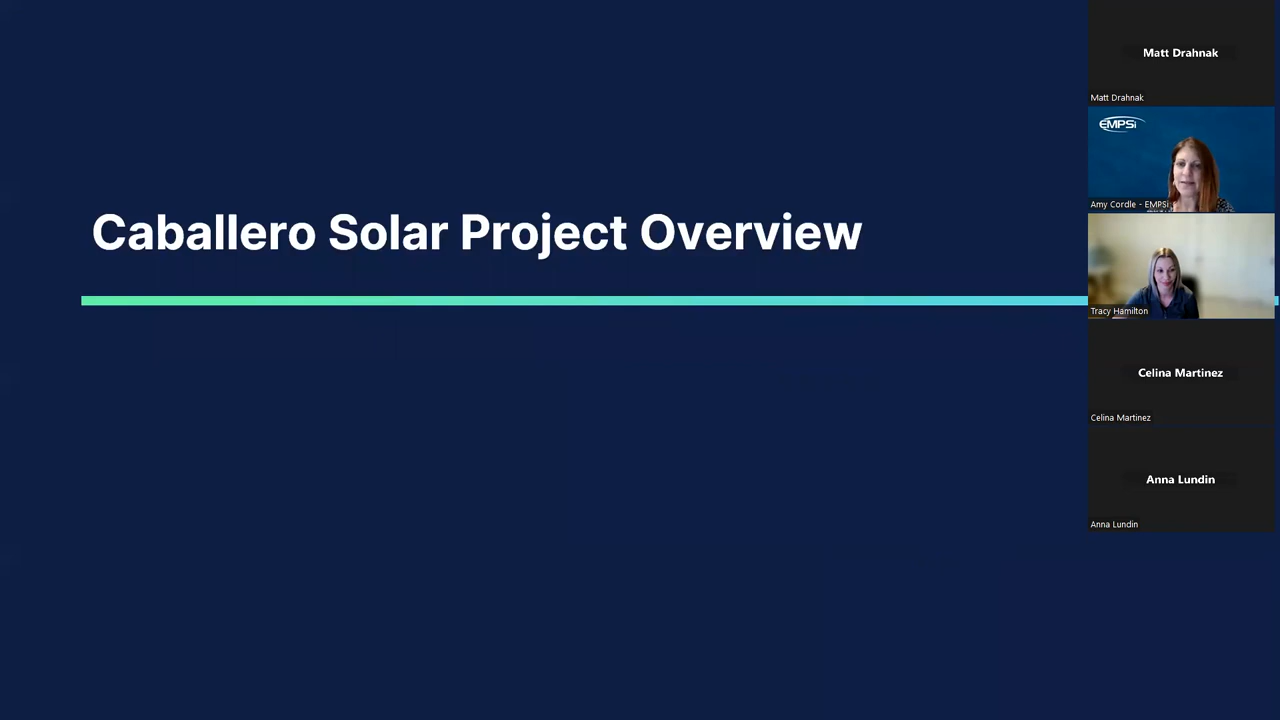 Caballero Solar Project Overview
Matt Drahnak
Matt Drahnak
EMPSi
Amy Cordle - EMPSi
Tracy Hamilton
Celina Martinez
Celina Martinez
Anna Lundin
Anna Lundin